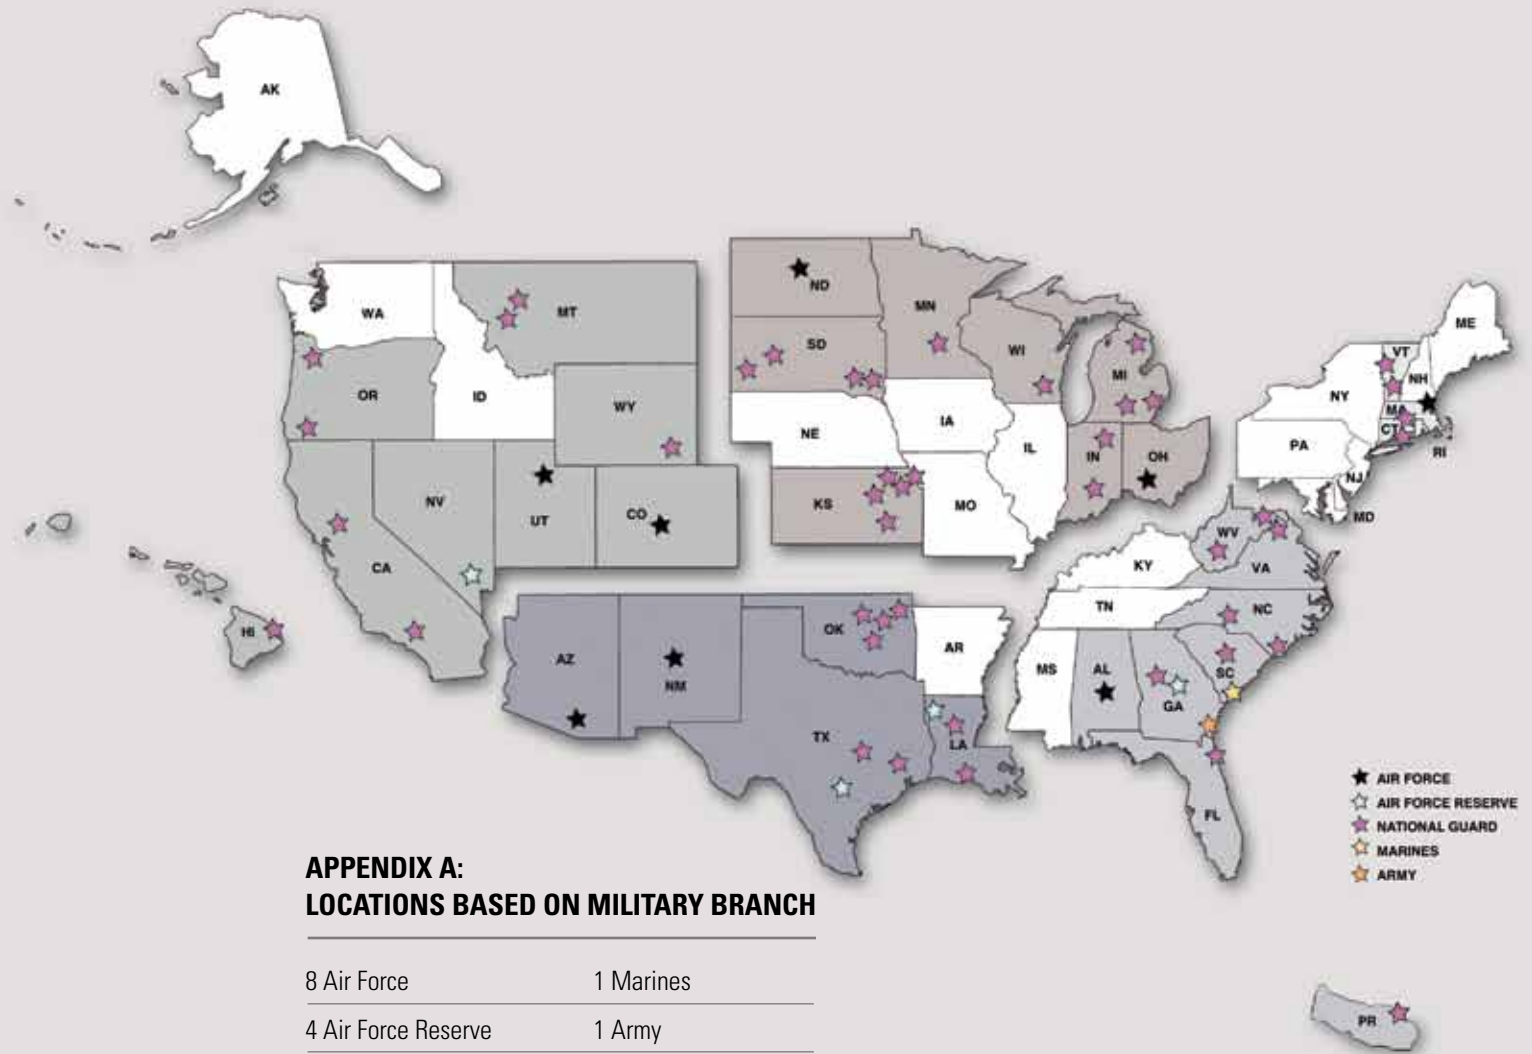 AK
WA
MT
ND
MN
ME
SD
WI
VT
MI
NH
OR
ID
WY
NY
MA
NE
IA
CT
RI
PA
IL
IN
OH
NJ
NV
KS
MO
MD
UT
CO
WV
CA
KY
VA
TN
NC
HI
OK
AR
AZ
NM
MS
AL
SC
GA
TX
LA
FL
AIR FORCE
AIR FORCE RESERVE
NATIONAL GUARD
MARINES
ARMY
APPENDIX A:
LOCATIONS BASED ON MILITARY BRANCH
8 Air Force 1 Marines
4 Air Force Reserve 1 Army
PR